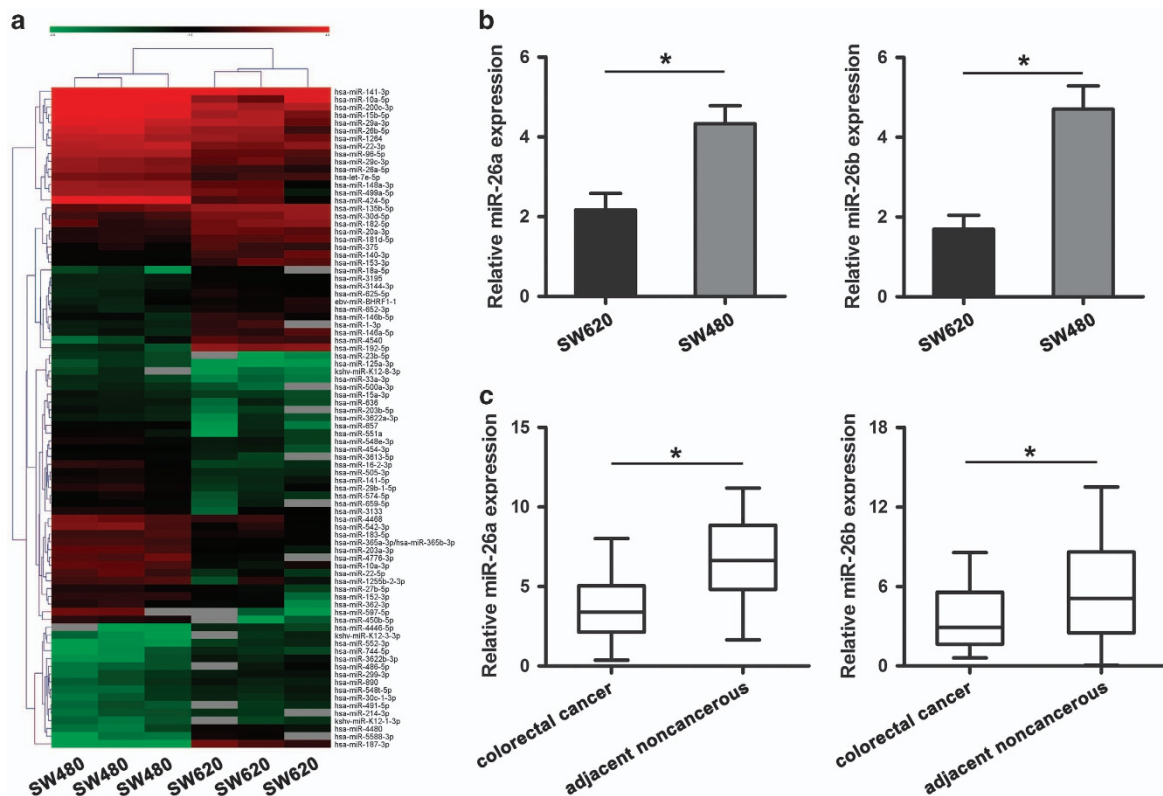 a
hsa-miR-141-3p
hsa-miR-10a-5p
hsa-miR-200c-3p
hsa-miR-15b-5p
hsa-miR-29a-3p
hsa-miR-26b-5p
hsa-miR-1264
hsa-miR-22-3p
hsa-miR-96-5p
hsa-miR-29c-3p
hsa-miR-26a-5p
hsa-let-7e-5p
hsa-miR-148a-3p
hsa-miR-499a-5p
hsa-miR-424-5p
hsa-miR-135b-5p
hsa-miR-30d-5p
hsa-miR-182-5p
hsa-miR-20a-3p
hsa-miR-181d-5p
hsa-miR-375
hsa-miR-140-3p
hsa-miR-153-3p
hsa-miR-18a-5p
hsa-miR-3195
hsa-miR-3144-3p
hsa-miR-625-5p
ebv-miR-BHRF1-1
hsa-miR-652-3p
hsa-miR-146b-5p
hsa-miR-1-3p
hsa-miR-146a-5p
hsa-miR-4540
hsa-miR-192-5p
hsa-miR-23b-5p
hsa-miR-125a-3p
kshv-miR-K12-8-3p
hsa-miR-33a-3p
hsa-miR-500a-3p
hsa-miR-15a-3p
hsa-miR-636
hsa-miR-203b-5p
hsa-miR-3622a-3p
hsa-miR-657
hsa-miR-551a
hsa-miR-548e-3p
hsa-miR-454-3p
hsa-miR-3613-5p
hsa-miR-16-2-3p
hsa-miR-505-3p
hsa-miR-141-5p
hsa-miR-29b-1-5p
hsa-miR-574-5p
hsa-miR-659-5p
hsa-miR-3133
hsa-miR-4468
hsa-miR-542-3p
hsa-miR-183-5p
hsa-miR-365a-3p/hsa-miR-365b-3p
hsa-miR-203a-3p
hsa-miR-4776-3p
hsa-miR-10a-3p
hsa-miR-22-5p
hsa-miR-1255b-2-3p
hsa-miR-27b-5p
hsa-miR-152-3p
hsa-miR-362-3p
hsa-miR-597-5p
hsa-miR-450b-5p
hsa-miR-4446-5p
kshv-miR-K12-3-3p
hsa-miR-552-3p
hsa-miR-744-5p
hsa-miR-3622b-3p
hsa-miR-486-5p
hsa-miR-299-3p
hsa-miR-890
hsa-miR-548t-5p
hsa-miR-30c-1-3p
hsa-miR-491-5p
hsa-miR-214-3p
kshv-miR-K12-1-3p
hsa-miR-4480
hsa-miR-5588-3p
hsa-miR-187-3p
SW480 SW480 SW480 SW620 SW620 SW620
b
Relative miR-26a expression
6
4
2
0
*
SW620 SW480
Relative miR-26b expression
6
4
2
0
*
SW620 SW480
c
Relative miR-26a expression
15
10
5
0
*
colorectal cancer
adjacent noncancerous
Relative miR-26b expression
18
12
6
0
*
colorectal cancer
adjacent noncancerous